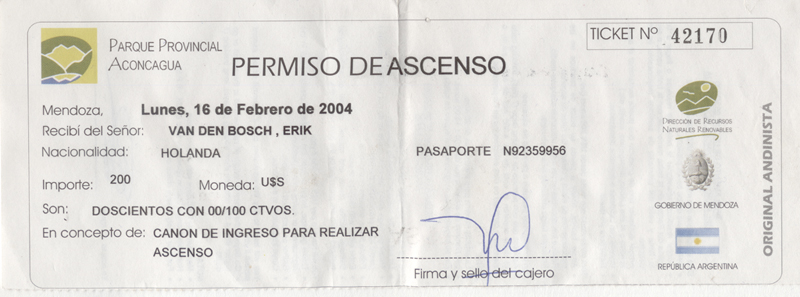 PARQUE PROVINCIAL
ACONCAGUA
PERMISO DE ASCENSO
TICKET Nº 42170
Mendoza, Lunes, 16 de Febrero de 2004
Recibí del Señor: VAN DEN BOSCH , ERIK
Nacionalidad: HOLANDA PASAPORTE N92359956
Importe: 200 Moneda: U$S
Son: DOSCIENTOS CON 00/100 CTVOS.
En concepto de: CANON DE INGRESO PARA REALIZAR
ASCENSO
Firma y sello del cajero
DIRECCIÓN DE RECURSOS
NATURALES RENOVABLES
GOBIERNO DE MENDOZA
REPÚBLICA ARGENTINA
ORIGINAL ANDINISTA